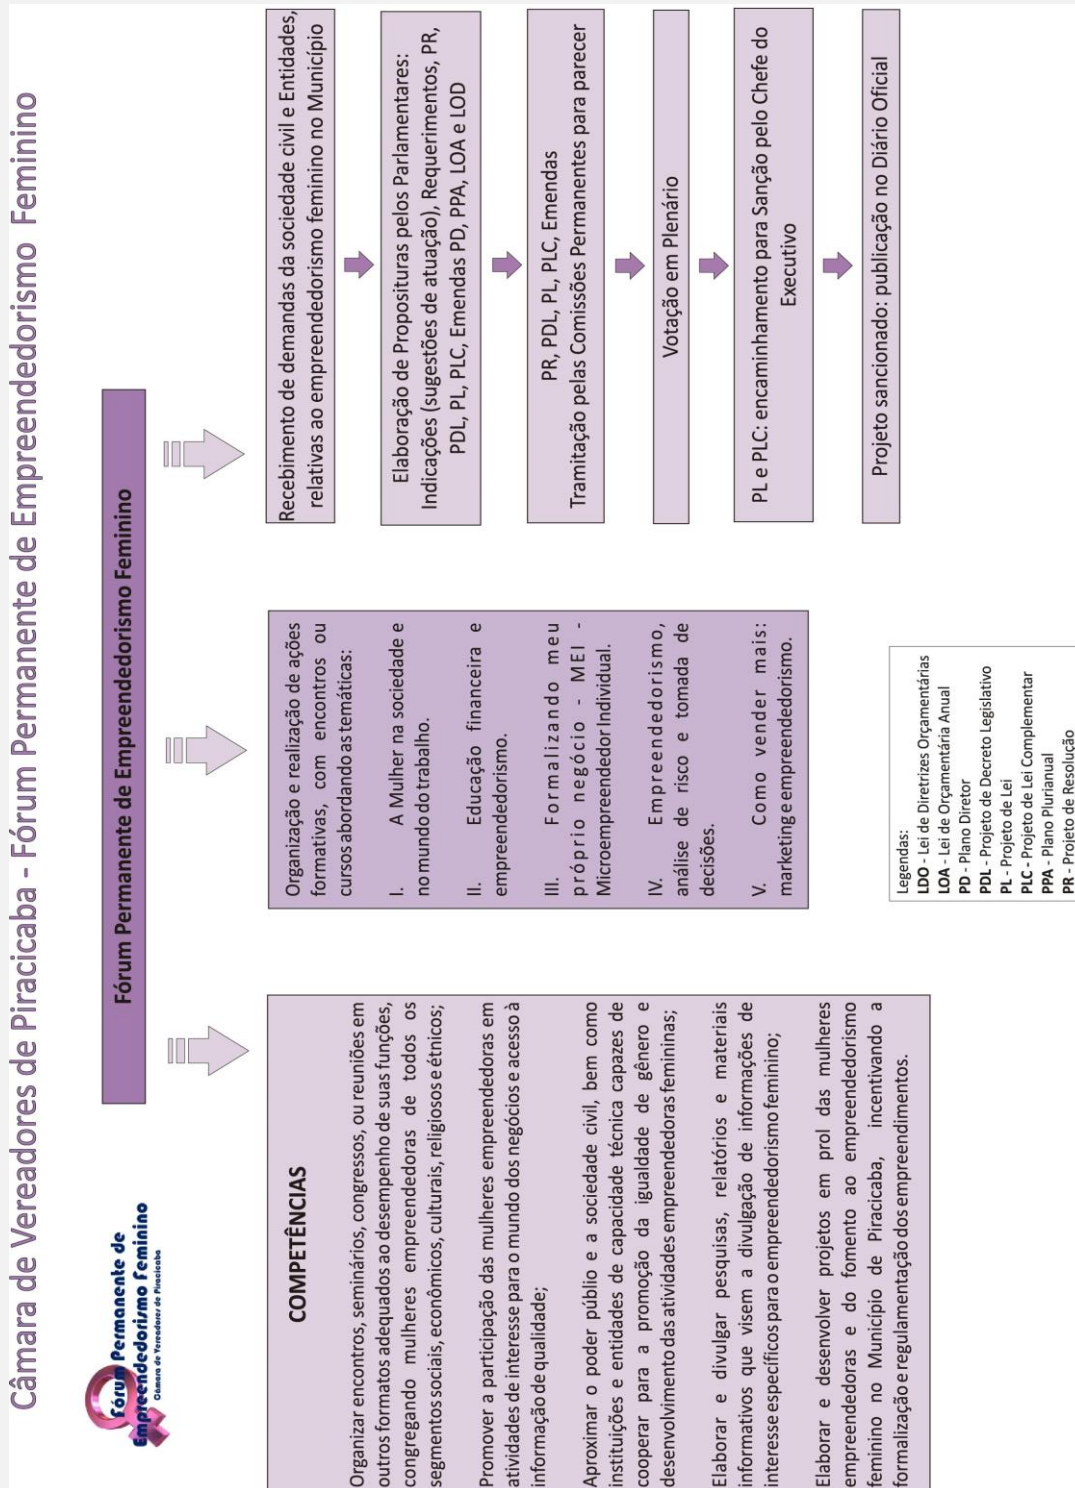 Câmara de Vereadores de Piracicaba - Fórum Permanente de Empreendedorismo Feminino
Fórum Permanente de
Empreendedorismo Feminino
Câmara de Vereadores de Piracicaba
Fórum Permanente de Empreendedorismo Feminino
COMPETÊNCIAS
Organizar encontros, seminários, congressos, ou reuniões em
outros formatos adequados ao desempenho de suas funções,
congregando mulheres empreendedoras de todos os
segmentos sociais, econômicos, culturais, religiosos e étnicos;
Promover a participação das mulheres empreendedoras em
atividades de interesse para o mundo dos negócios e acesso à
informação de qualidade;
Aproximar o poder públio e a sociedade civil, bem como
instituições e entidades de capacidade técnica capazes de
cooperar para a promoção da igualdade de gênero e
desenvolvimento das atividades empreendedoras femininas;
Elaborar e divulgar pesquisas, relatórios e materiais
informativos que visem a divulgação de informações de
interesse específicos para o empreendedorismo feminino;
Elaborar e desenvolver projetos em prol das mulheres
empreendedoras e do fomento ao empreendedorismo
feminino no Município de Piracicaba, incentivando a
formalização e regulamentação dos empreendimentos.
Organização e realização de ações
formativas, com encontros ou
cursos abordando as temáticas:
I. A Mulher na sociedade e
no mundo do trabalho.
II. Educação financeira e
empreendedorismo.
III. Formalizando meu
próprio negócio - MEI -
Microempreendedor Individual.
IV. Empreendedorismo,
análise de risco e tomada de
decisões.
V. Como vender mais:
marketing e empreendedorismo.
Recebimento de demandas da sociedade civil e Entidades,
relativas ao empreendedorismo feminino no Município
Elaboração de Proposituras pelos Parlamentares:
Indicações (sugestões de atuação), Requerimentos, PR,
PDL, PL, PLC, Emendas PD, PPA, LOA e LOD
PR, PDL, PL, PLC, Emendas
Tramitação pelas Comissões Permanentes para parecer
Votação em Plenário
PL e PLC: encaminhamento para Sanção pelo Chefe do
Executivo
Projeto sancionado: publicação no Diário Oficial
Legendas:
LDO - Lei de Diretrizes Orçamentárias
LOA - Lei de Orçamentária Anual
PD - Plano Diretor
PDL - Projeto de Decreto Legislativo
PL - Projeto de Lei
PLC - Projeto de Lei Complementar
PPA - Plano Plurianual
PR - Projeto de Resolução